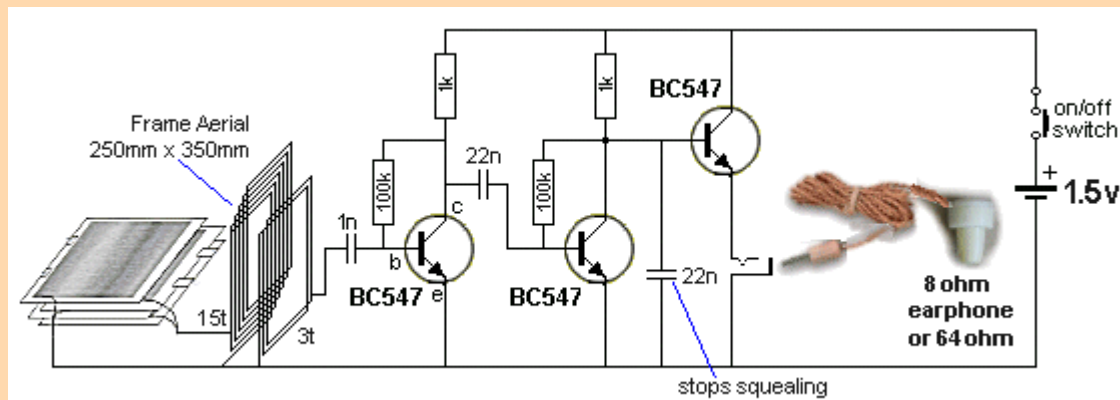 Frame Aerial
250mm x 350mm
15t
3t
1n
100k
1k
22n
c
b
e
BC547
100k
1k
BC547
22n
stops squealing
BC547
8 ohm
earphone
or 64 ohm
on/off
switch
+
1.5v